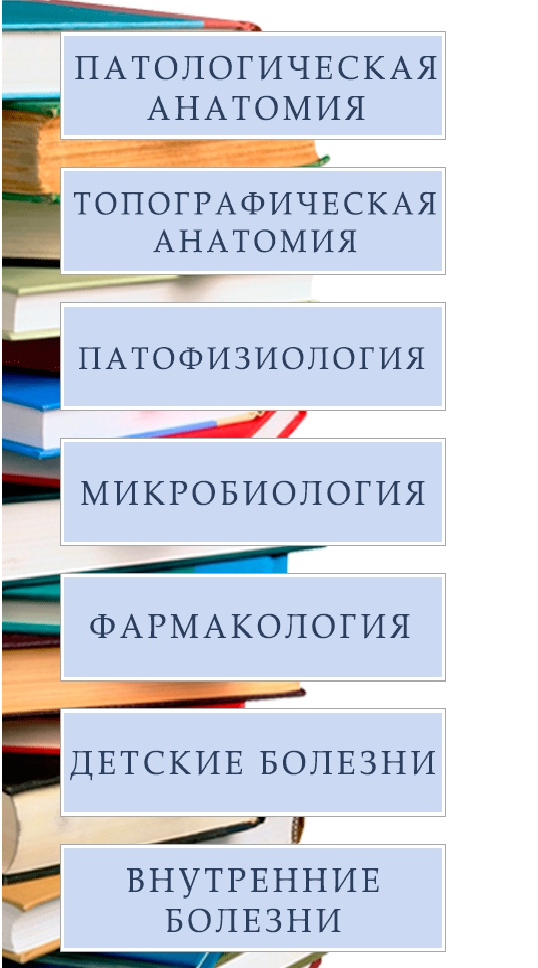 ПАТОЛОГИЧЕСКАЯ
АНАТОМИЯ
ТОПОГРАФИЧЕСКАЯ
АНАТОМИЯ
ПАТОФИЗИОЛОГИЯ
МИКРОБИОЛОГИЯ
ФАРМАКОЛОГИЯ
ДЕТСКИЕ БОЛЕЗНИ
ВНУТРЕННИЕ
БОЛЕЗНИ